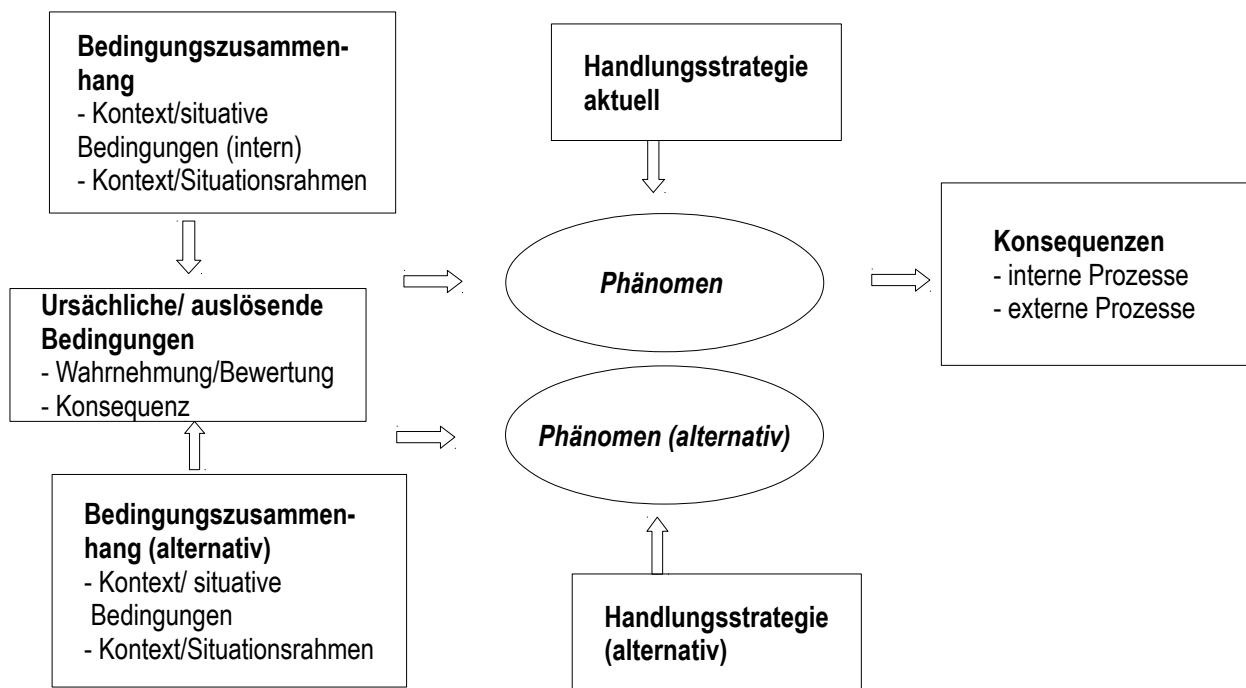 Bedingungszusammen-
hang
- Kontext/situative
Bedingungen (intern)
- Kontext/Situationsrahmen
Handlungsstrategie
aktuell
Ursächliche/ auslösende
Bedingungen
- Wahrnehmung/Bewertung
- Konsequenz
Phänomen
Konsequenzen
- interne Prozesse
- externe Prozesse
Phänomen (alternativ)
Bedingungszusammen-
hang (alternativ)
- Kontext/ situative
Bedingungen
- Kontext/Situationsrahmen
Handlungsstrategie
(alternativ)